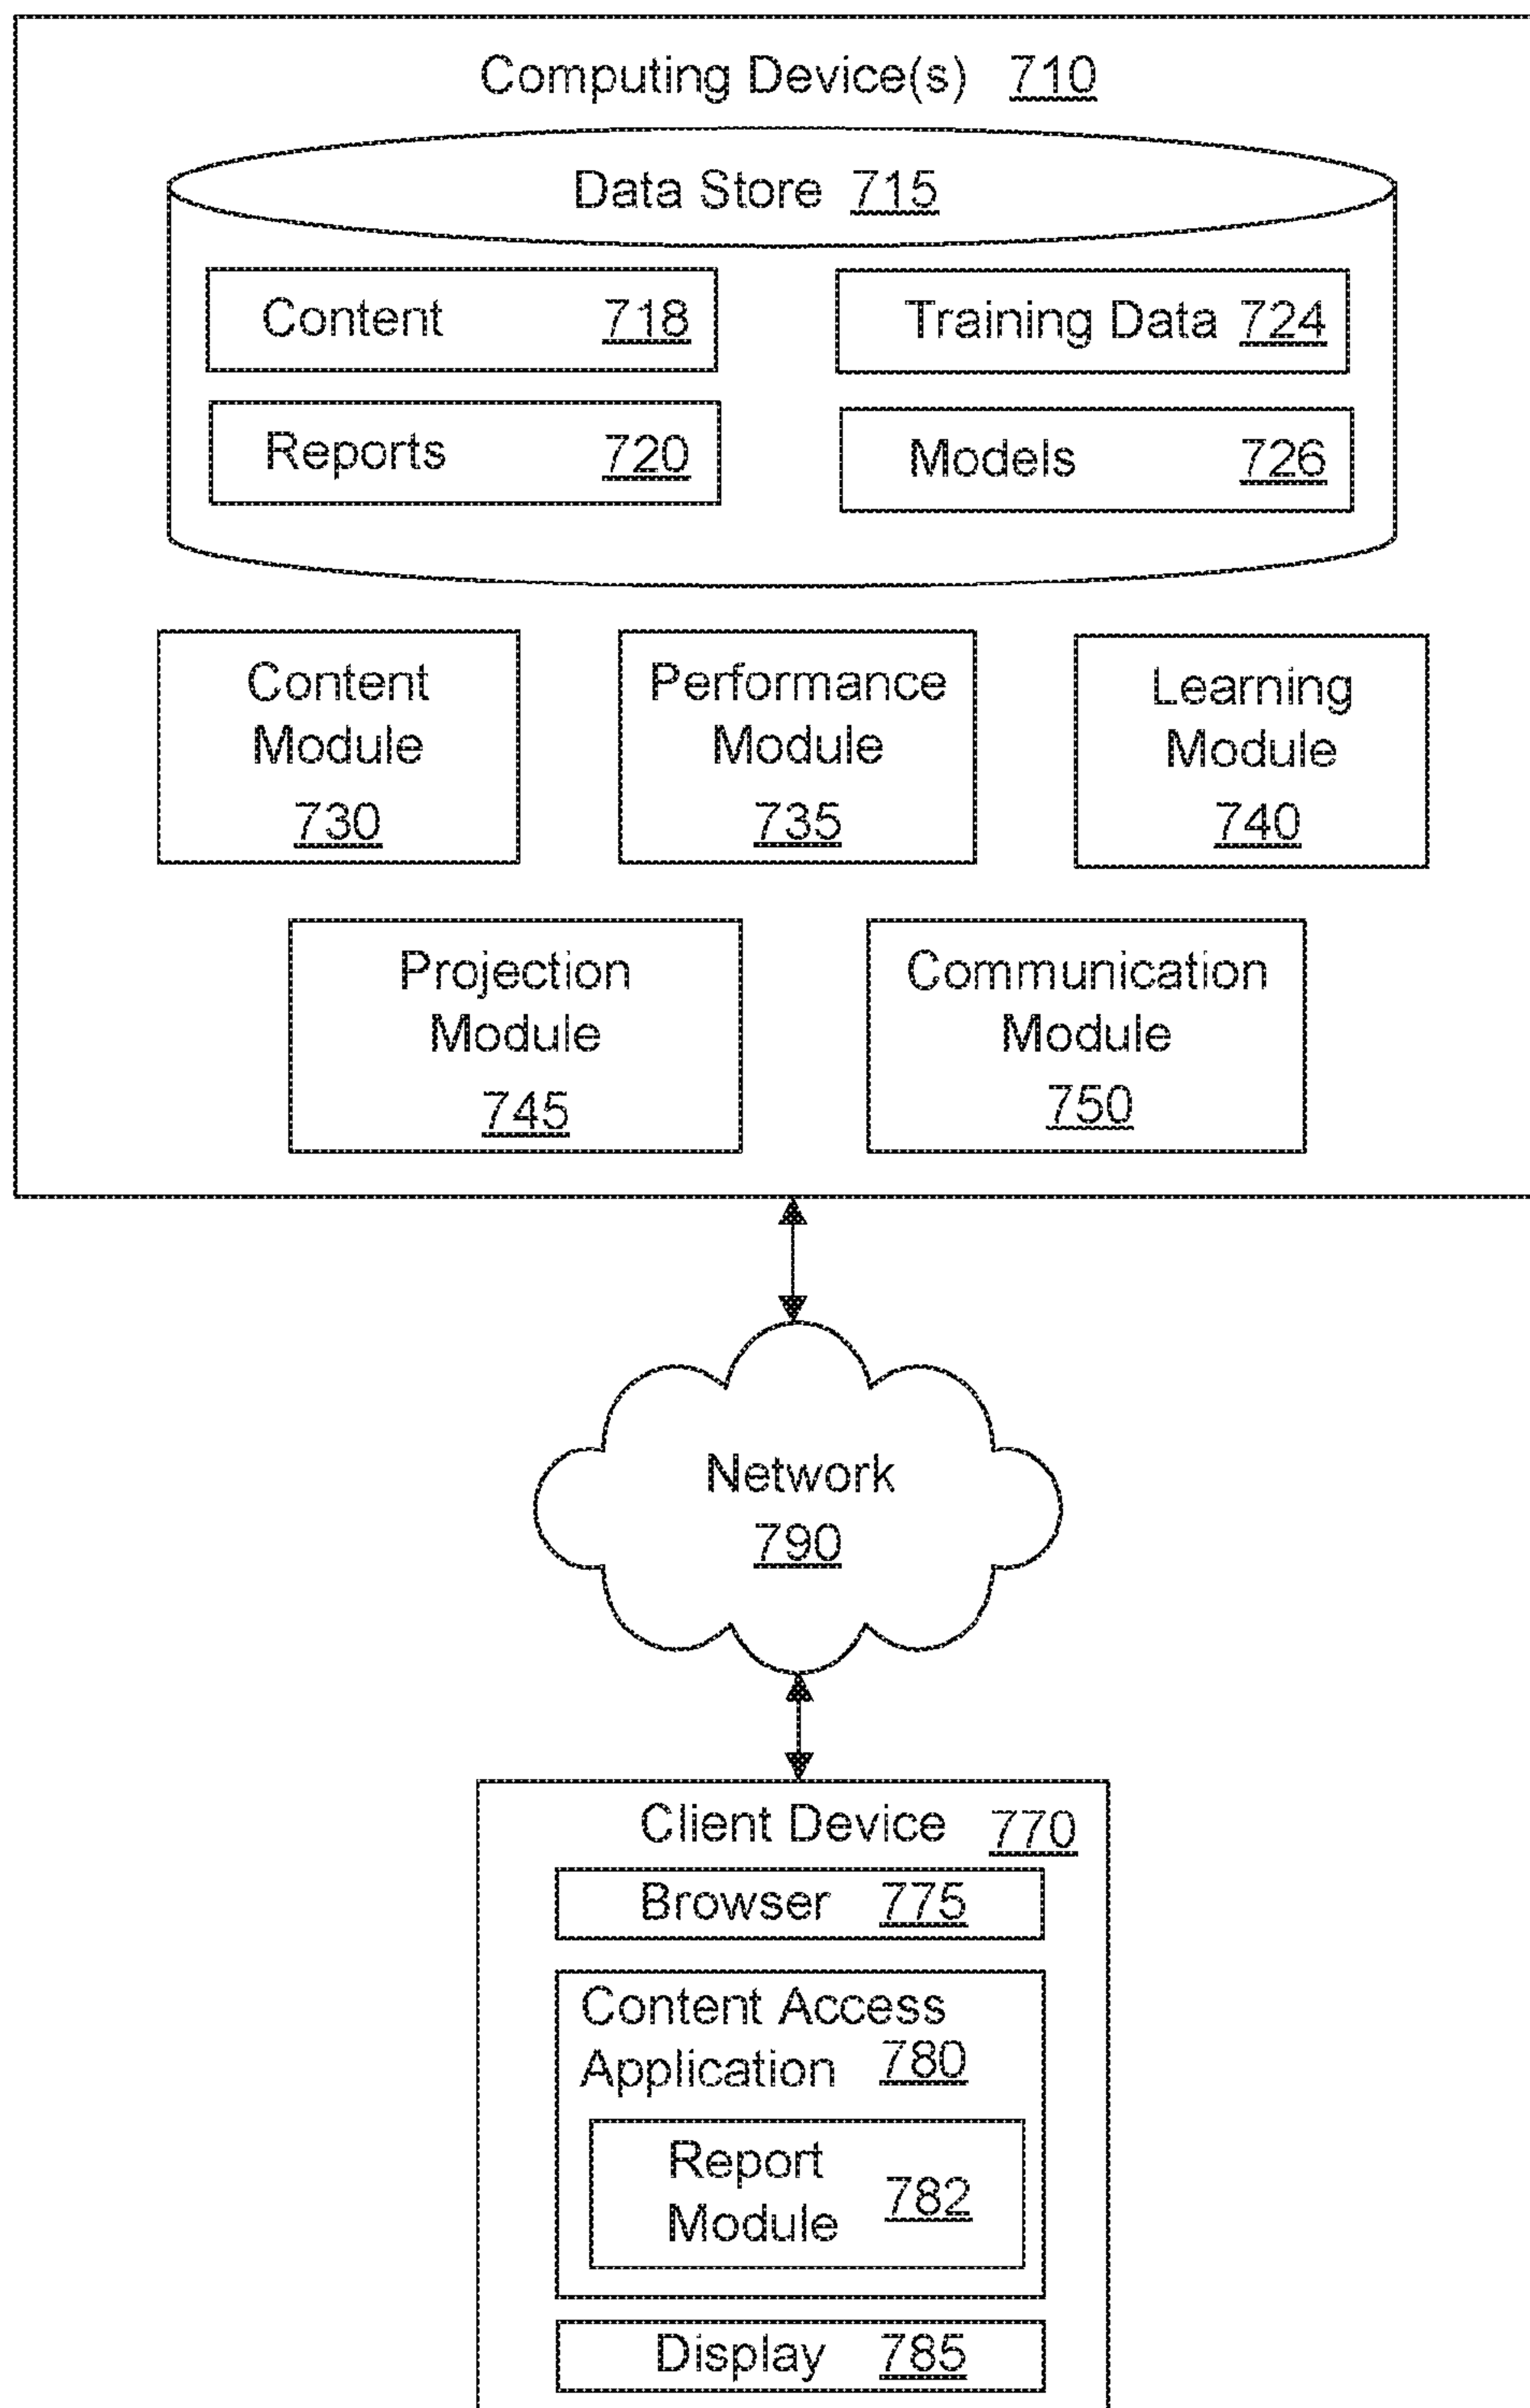 Computing Device(s) 710
Data Store 715
Content 718
Training Data 724
Reports 720
Models 726
Content
Module
730
Performance
Module
735
Learning
Module
740
Projection
Module
745
Communication
Module
750
Network
790
Client Device 770
Browser 775
Content Access
Application 780
Report
Module 782
Display 785